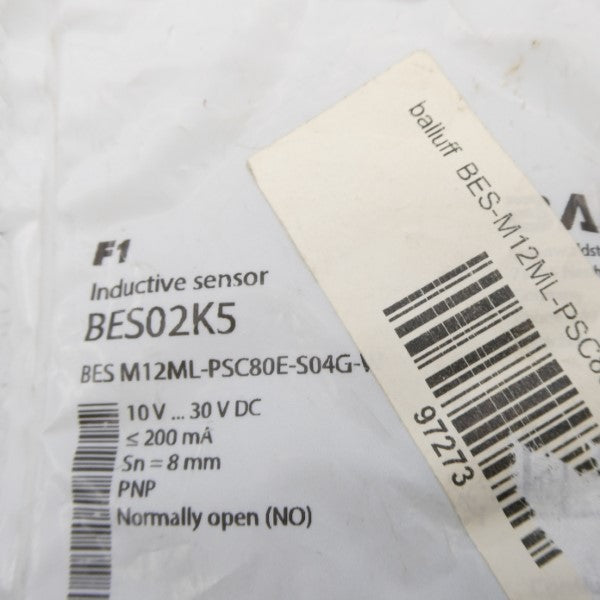 F1
Inductive sensor
BES02K5
BES M12ML-PSC80E-S04G-
10 V ... 30 V DC
≤ 200 mA
Sn = 8 mm
PNP
Normally open (NO)
balluff BES-M12ML-PSC8
97273